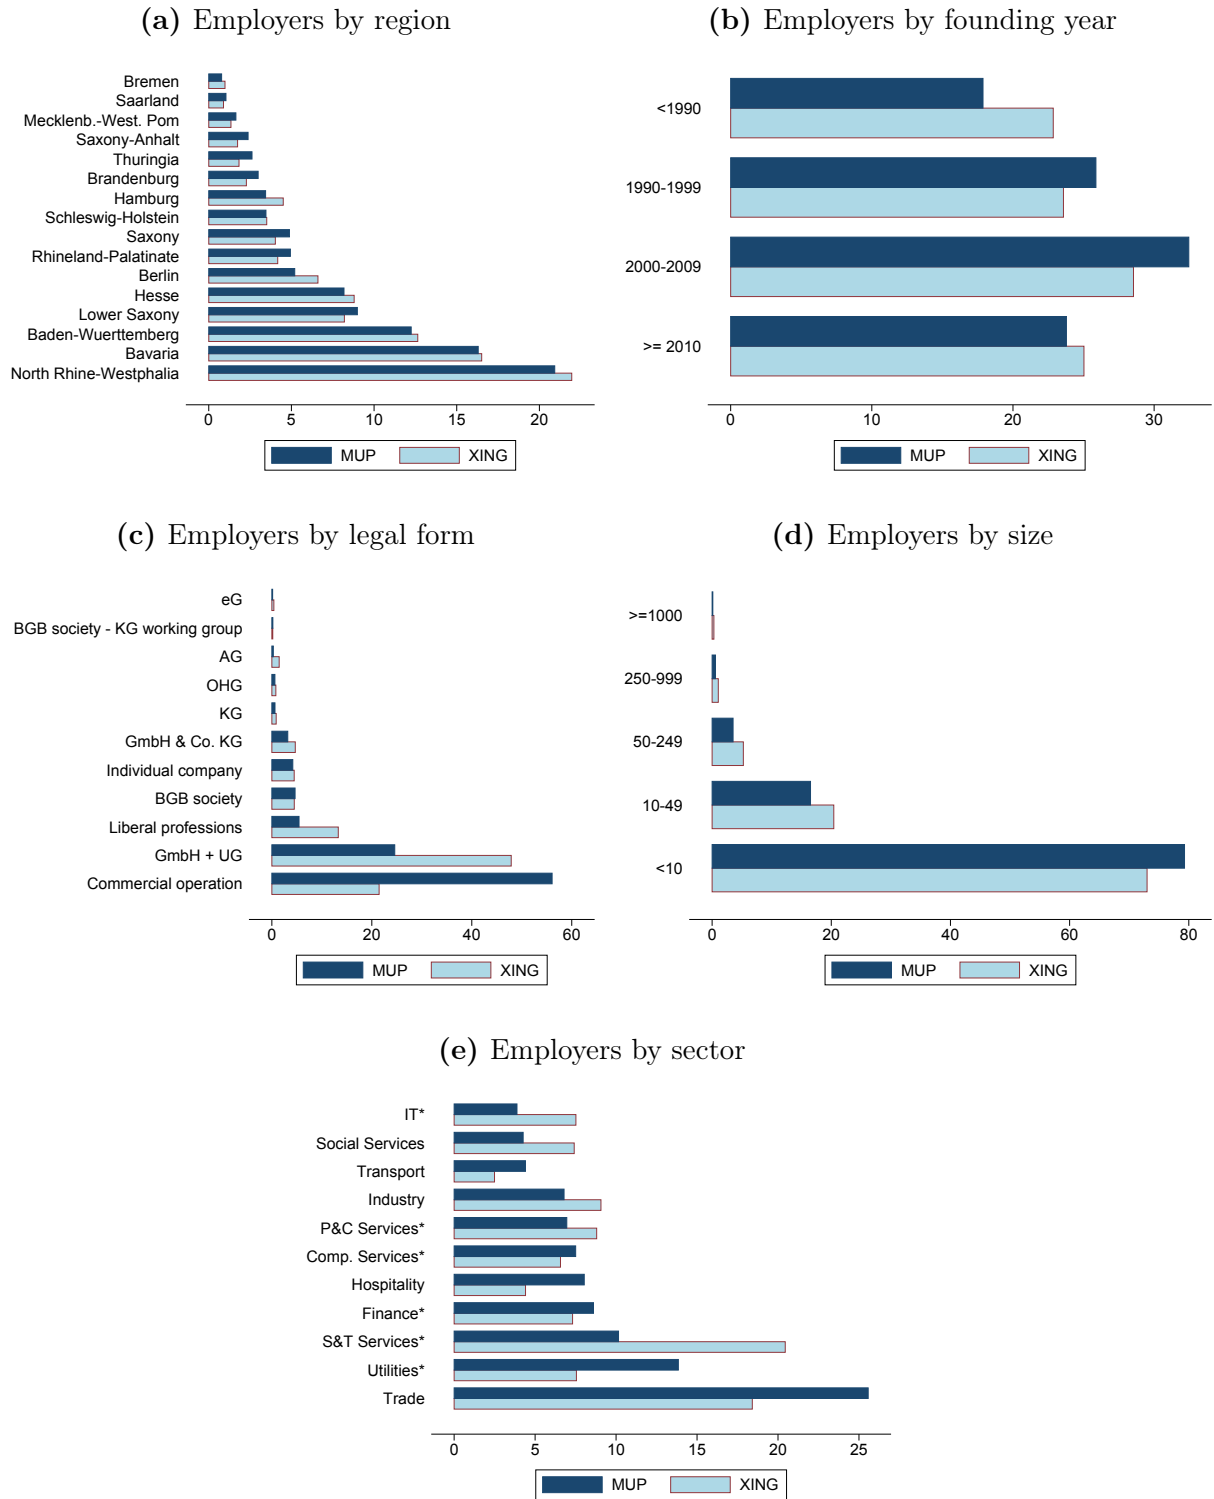 (a) Employers by region
Bremen
Saarland
Mecklenb.-West. Pom
Saxony-Anhalt
Thuringia
Brandenburg
Hamburg
Schleswig-Holstein
Saxony
Rhineland-Palatinate
Berlin
Hesse
Lower Saxony
Baden-Wuerttemberg
Bavaria
North Rhine-Westphalia
0 5 10 15 20
MUP XING
(b) Employers by founding year
<1990
1990-1999
2000-2009
>= 2010
0 10 20 30
MUP XING
(c) Employers by legal form
eG
BGB society - KG working group
AG
OHG
KG
GmbH & Co. KG
Individual company
BGB society
Liberal professions
GmbH + UG
Commercial operation
0 20 40 60
MUP XING
(d) Employers by size
>=1000
250-999
50-249
10-49
<10
0 20 40 60 80
MUP XING
(e) Employers by sector
IT*
Social Services
Transport
Industry
P&C Services*
Comp. Services*
Hospitality
Finance*
S&T Services*
Utilities*
Trade
0 5 10 15 20 25
MUP XING